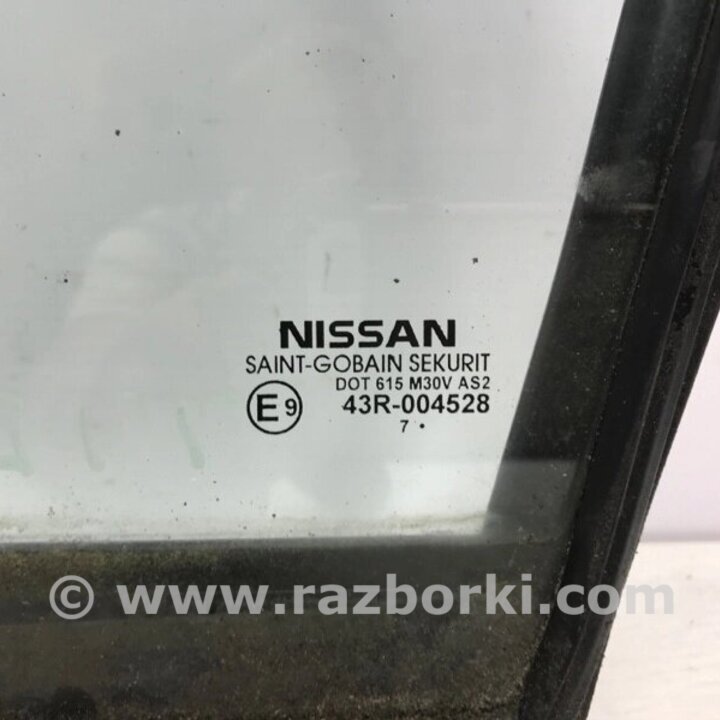 NISSAN
SAINT-GOBAIN SEKURIT
DOT 615 M30V AS2
E9 43R-004528
7 •
© www.razborki.com